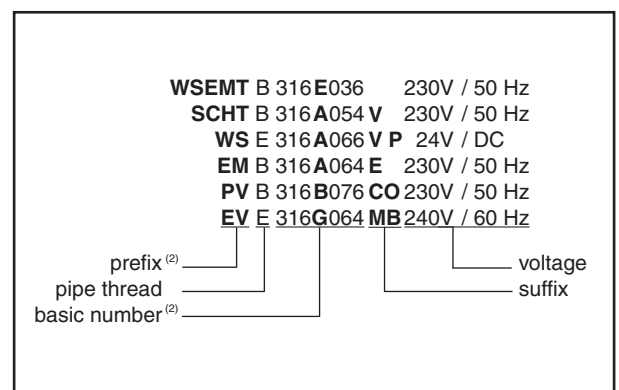 WSEMT B 316E036 230V / 50 Hz
SCHT B 316A054 V 230V / 50 Hz
WS E 316A066 V P 24V / DC
EM B 316A064 E 230V / 50 Hz
PV B 316B076 CO 230V / 50 Hz
EV E 316G064 MB 240V / 60 Hz
prefix (2) voltage
pipe thread suffix
basic number (2)